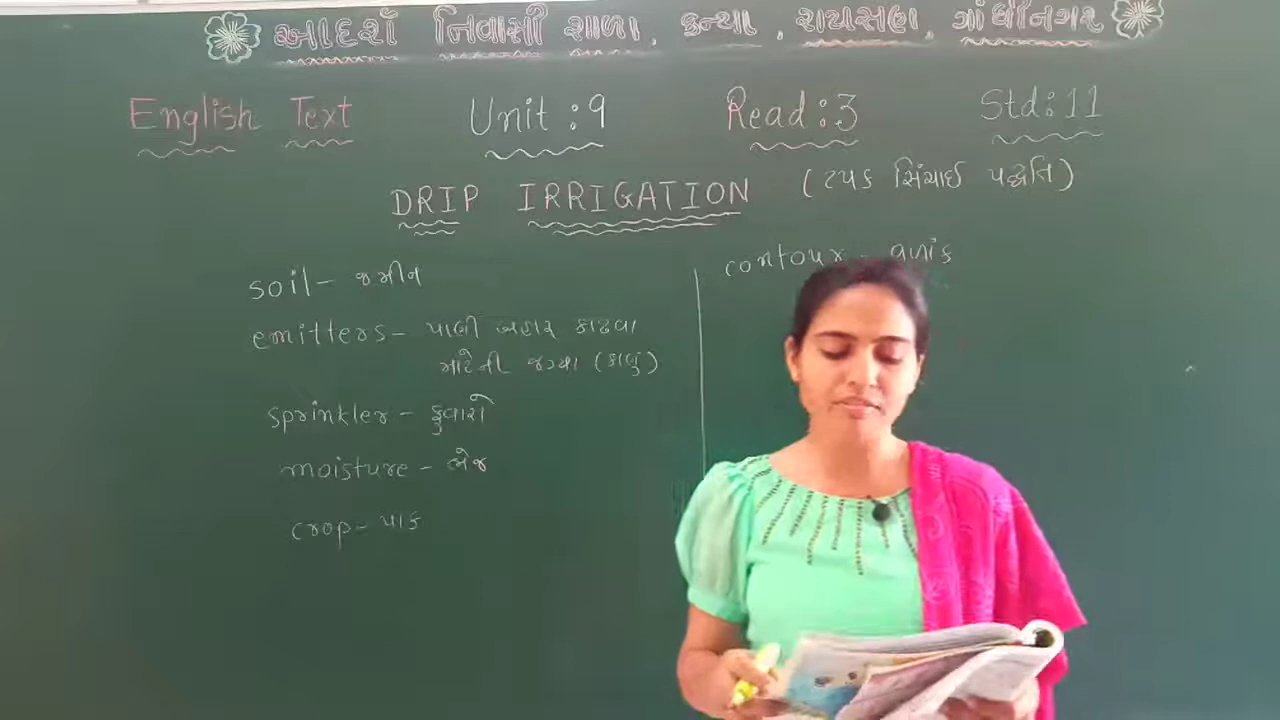 આદર્શ નિવાસી શાળા, કન્યા, રાયસણ, ગાંધીનગર
English Text Unit:9 Read:3 Std:11
DRIP IRRIGATION (ટપક સિંચાઈ પદ્ધતિ)
soil - જમીન
emitters - પાણી બહાર કાઢવા
માટેની જગ્યા (કાણું)
sprinkler - ફુવારો
moisture - ભેજ
crop - પાક
contour - વળાંક